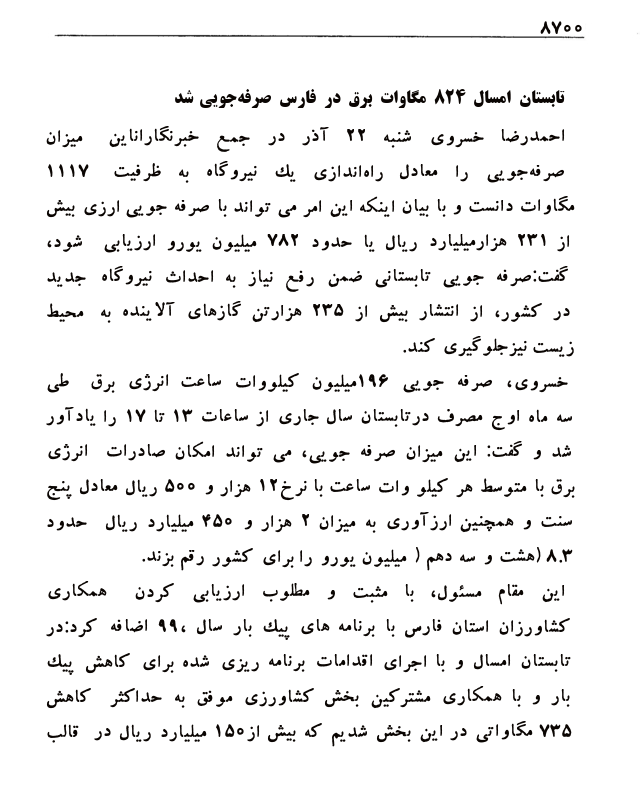 ۸۷۰۰
تابستان امسال ۸۲۴ مگاوات برق در فارس صرفه‌جویی شد
احمدرضا خسروی شنبه ۲۲ آذر در جمع خبرنگاراناین میزان
صرفه‌جویی را معادل راه‌اندازی یك نیروگاه به ظرفیت ۱۱۱۷
مگاوات دانست و با بیان اینکه این امر می تواند با صرفه جویی ارزی بیش
از ۲۳۱ هزارمیلیارد ریال یا حدود ۷۸۲ میلیون یورو ارزیابی شود،
گفت:صرفه جویی تابستانی ضمن رفع نیاز به احداث نیروگاه جدید
در کشور، از انتشار بیش از ۲۳۵ هزارتن گازهای آلاینده به محیط
زیست نیزجلوگیری کند.
خسروی، صرفه جویی ۱۹۶میلیون کیلووات ساعت انرژی برق طی
سه ماه اوج مصرف درتابستان سال جاری از ساعات ۱۳ تا ۱۷ را یادآور
شد و گفت: این میزان صرفه جویی، می تواند امکان صادرات انرژی
برق با متوسط هر کیلو وات ساعت با نرخ۱۲ هزار و ۵۰۰ ریال معادل پنج
سنت و همچنین ارزآوری به میزان ۲ هزار و ۴۵۰ میلیارد ریال حدود
۸.۳ (هشت و سه دهم ( میلیون یورو را برای کشور رقم بزند.
این مقام مسئول، با مثبت و مطلوب ارزیابی کردن همکاری
کشاورزان استان فارس با برنامه های پیك بار سال ،۹۹ اضافه کرد:در
تابستان امسال و با اجرای اقدامات برنامه ریزی شده برای کاهش پیك
بار و با همکاری مشترکین بخش کشاورزی موفق به حداکثر کاهش
۷۳۵ مگاواتی در این بخش شدیم که بیش از۱۵۰ میلیارد ریال در قالب